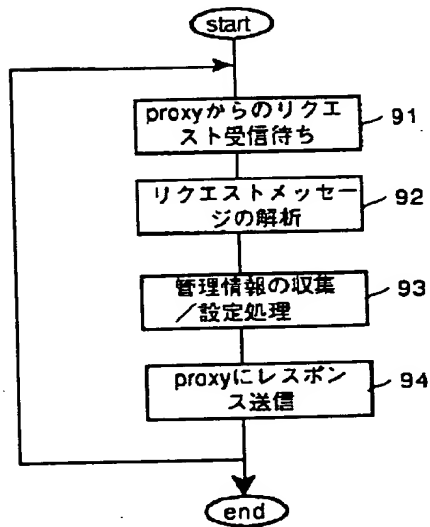 start
proxyからのリクエ
スト受信待ち
91
リクエストメッセー
ジの解析
92
管理情報の収集
／設定処理
93
proxyにレスポン
ス送信
94
end